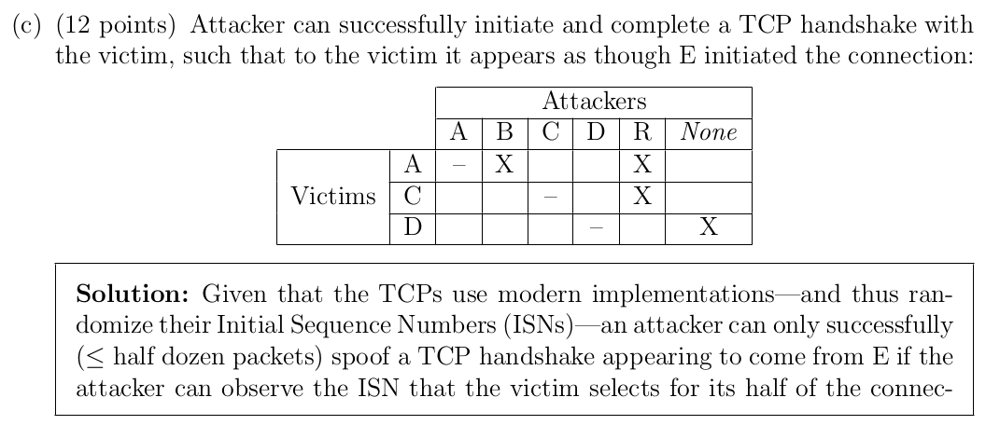 (c) (12 points) Attacker can successfully initiate and complete a TCP handshake with
the victim, such that to the victim it appears as though E initiated the connection:
Attackers
A B C D R None
A – X X
Victims C – X
D – X
Solution: Given that the TCPs use modern implementations—and thus ran-
domize their Initial Sequence Numbers (ISNs)—an attacker can only successfully
(≤ half dozen packets) spoof a TCP handshake appearing to come from E if the
attacker can observe the ISN that the victim selects for its half of the connec-